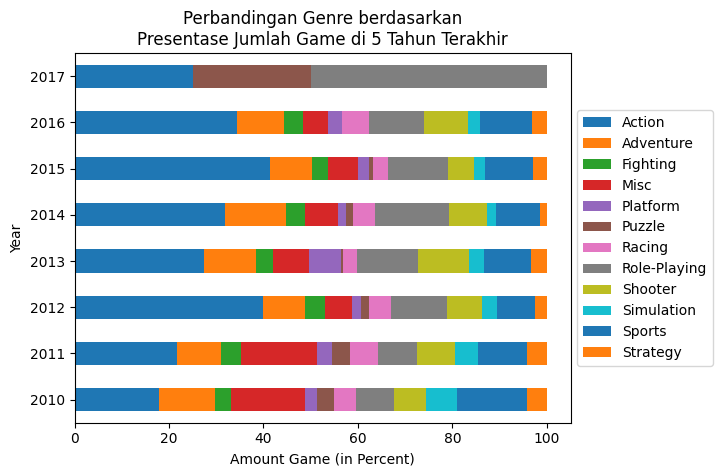 Perbandingan Genre berdasarkan
Presentase Jumlah Game di 5 Tahun Terakhir
Year
2017
2016
2015
2014
2013
2012
2011
2010
0 20 40 60 80 100
Amount Game (in Percent)
Action
Adventure
Fighting
Misc
Platform
Puzzle
Racing
Role-Playing
Shooter
Simulation
Sports
Strategy